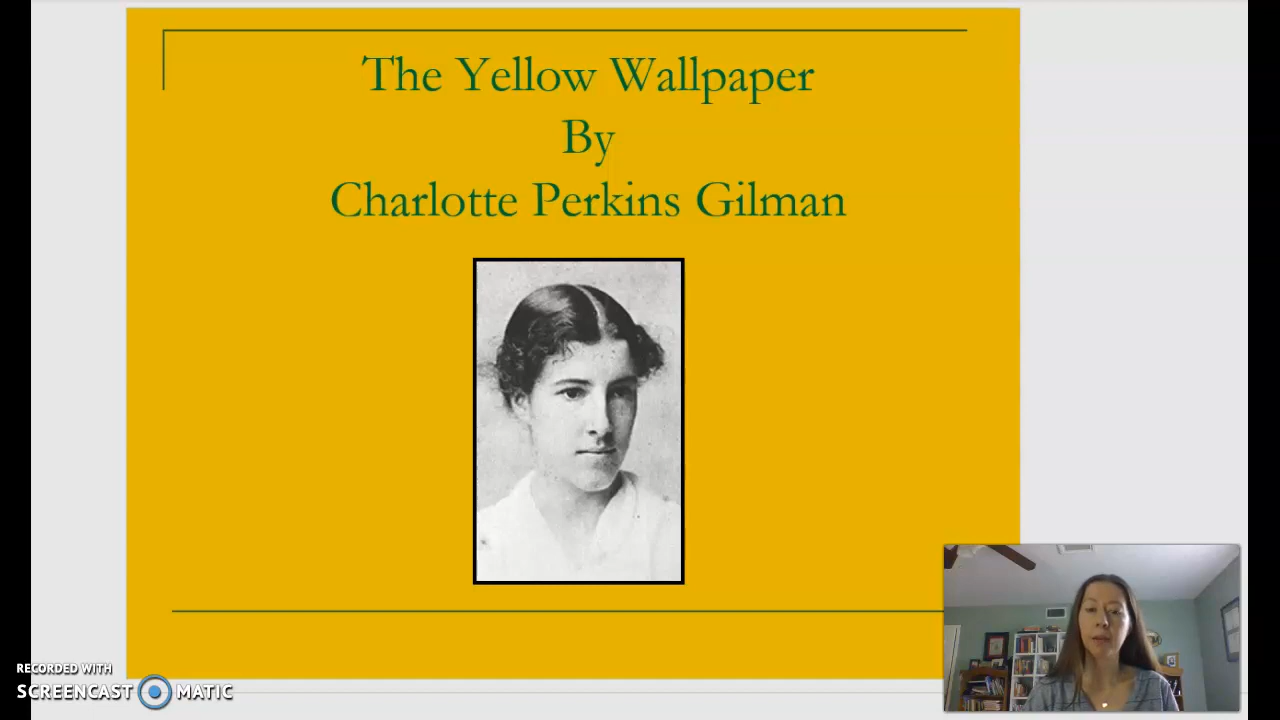 The Yellow Wallpaper
By
Charlotte Perkins Gilman
RECORDED WITH
SCREENCAST MATIC